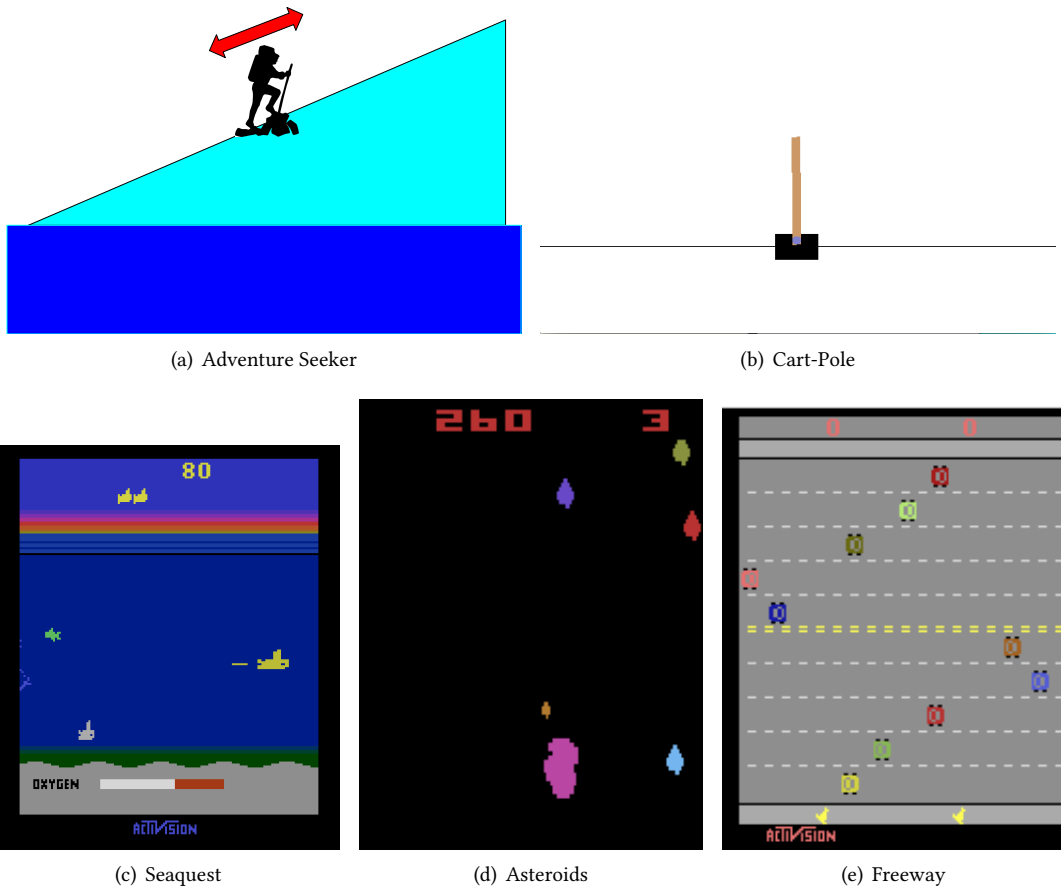 (a) Adventure Seeker
(b) Cart-Pole
80
OXYGEN
ACTIVISION
(c) Seaquest
260 3
(d) Asteroids
0 0
ACTIVISION
(e) Freeway